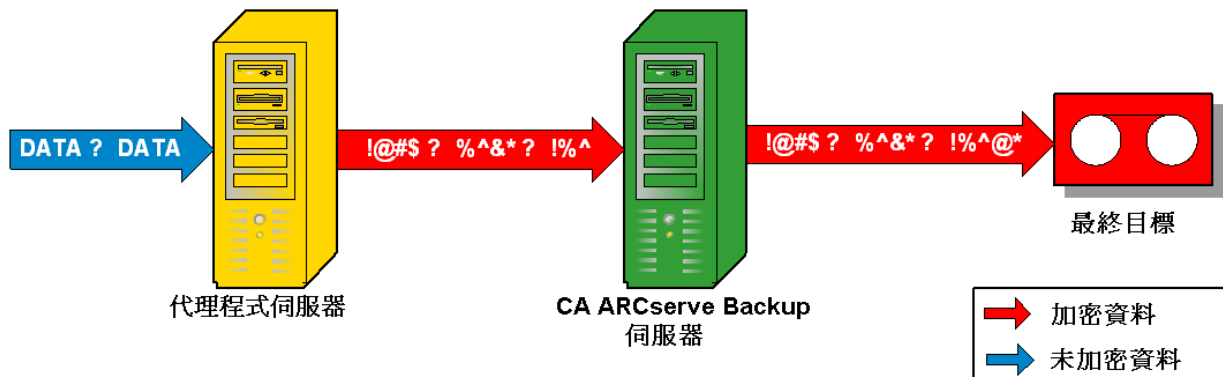 DATA ? DATA
!@#$ ? %^&* ? !%^
!@#$ ? %^&* ? !%^@*
代理程式伺服器
CA ARCserve Backup
伺服器
最終目標
加密資料
未加密資料